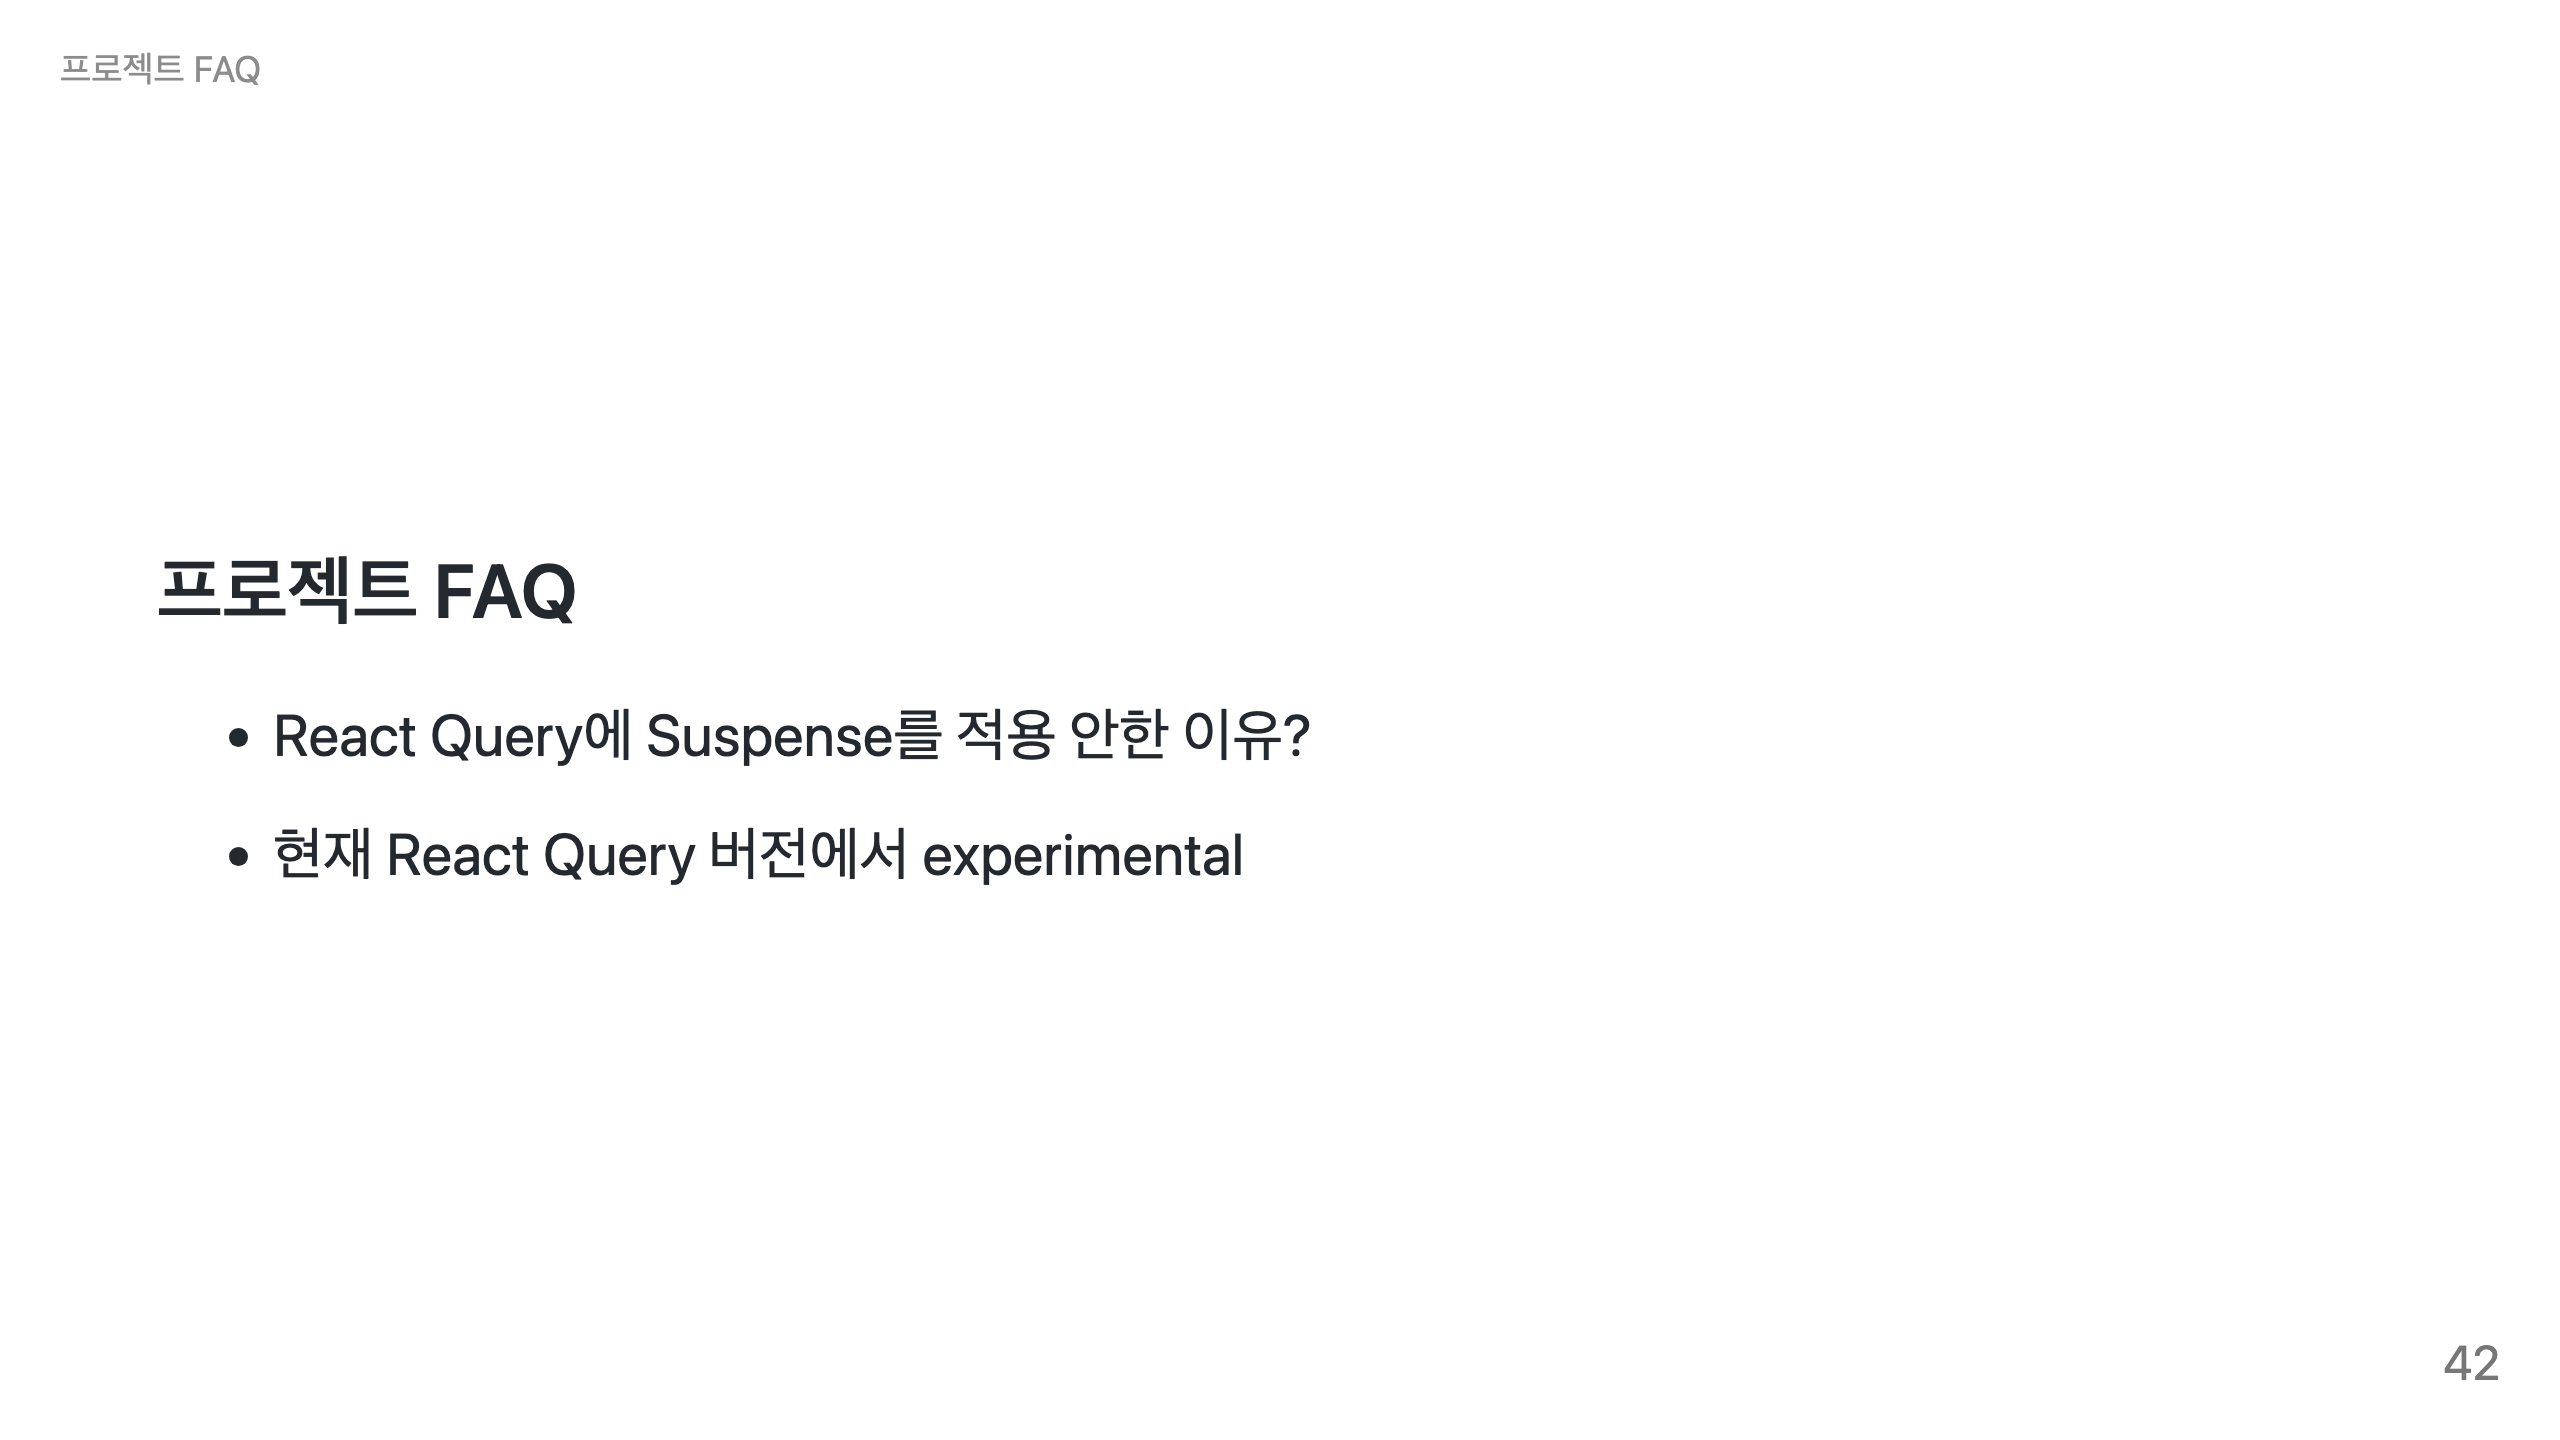 프로젝트 FAQ
프로젝트 FAQ
• React Query에 Suspense를 적용 안한 이유?
• 현재 React Query 버전에서 experimental
42